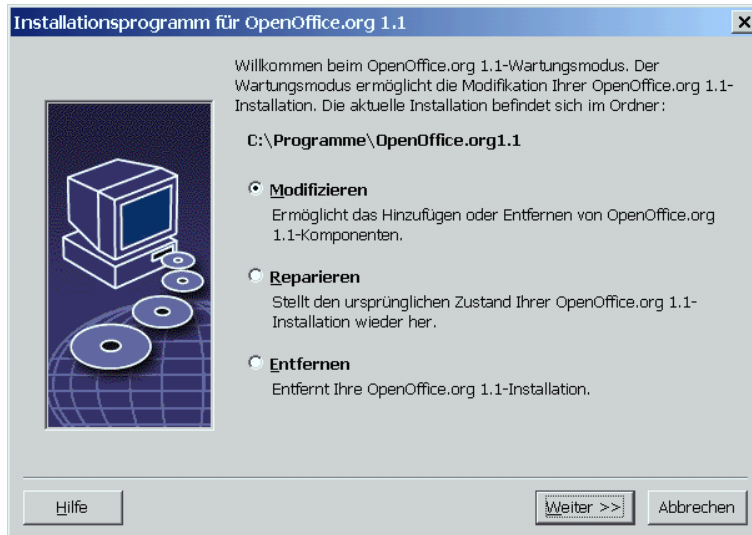 Installationsprogramm für OpenOffice.org 1.1
Willkommen beim OpenOffice.org 1.1-Wartungsmodus. Der
Wartungsmodus ermöglicht die Modifikation Ihrer OpenOffice.org 1.1-
Installation. Die aktuelle Installation befindet sich im Ordner:
C:\Programme\OpenOffice.org1.1
Modifizieren
Ermöglicht das Hinzufügen oder Entfernen von OpenOffice.org
1.1-Komponenten.
Reparieren
Stellt den ursprünglichen Zustand Ihrer OpenOffice.org 1.1-
Installation wieder her.
Entfernen
Entfernt Ihre OpenOffice.org 1.1-Installation.
Hilfe
Weiter >>
Abbrechen